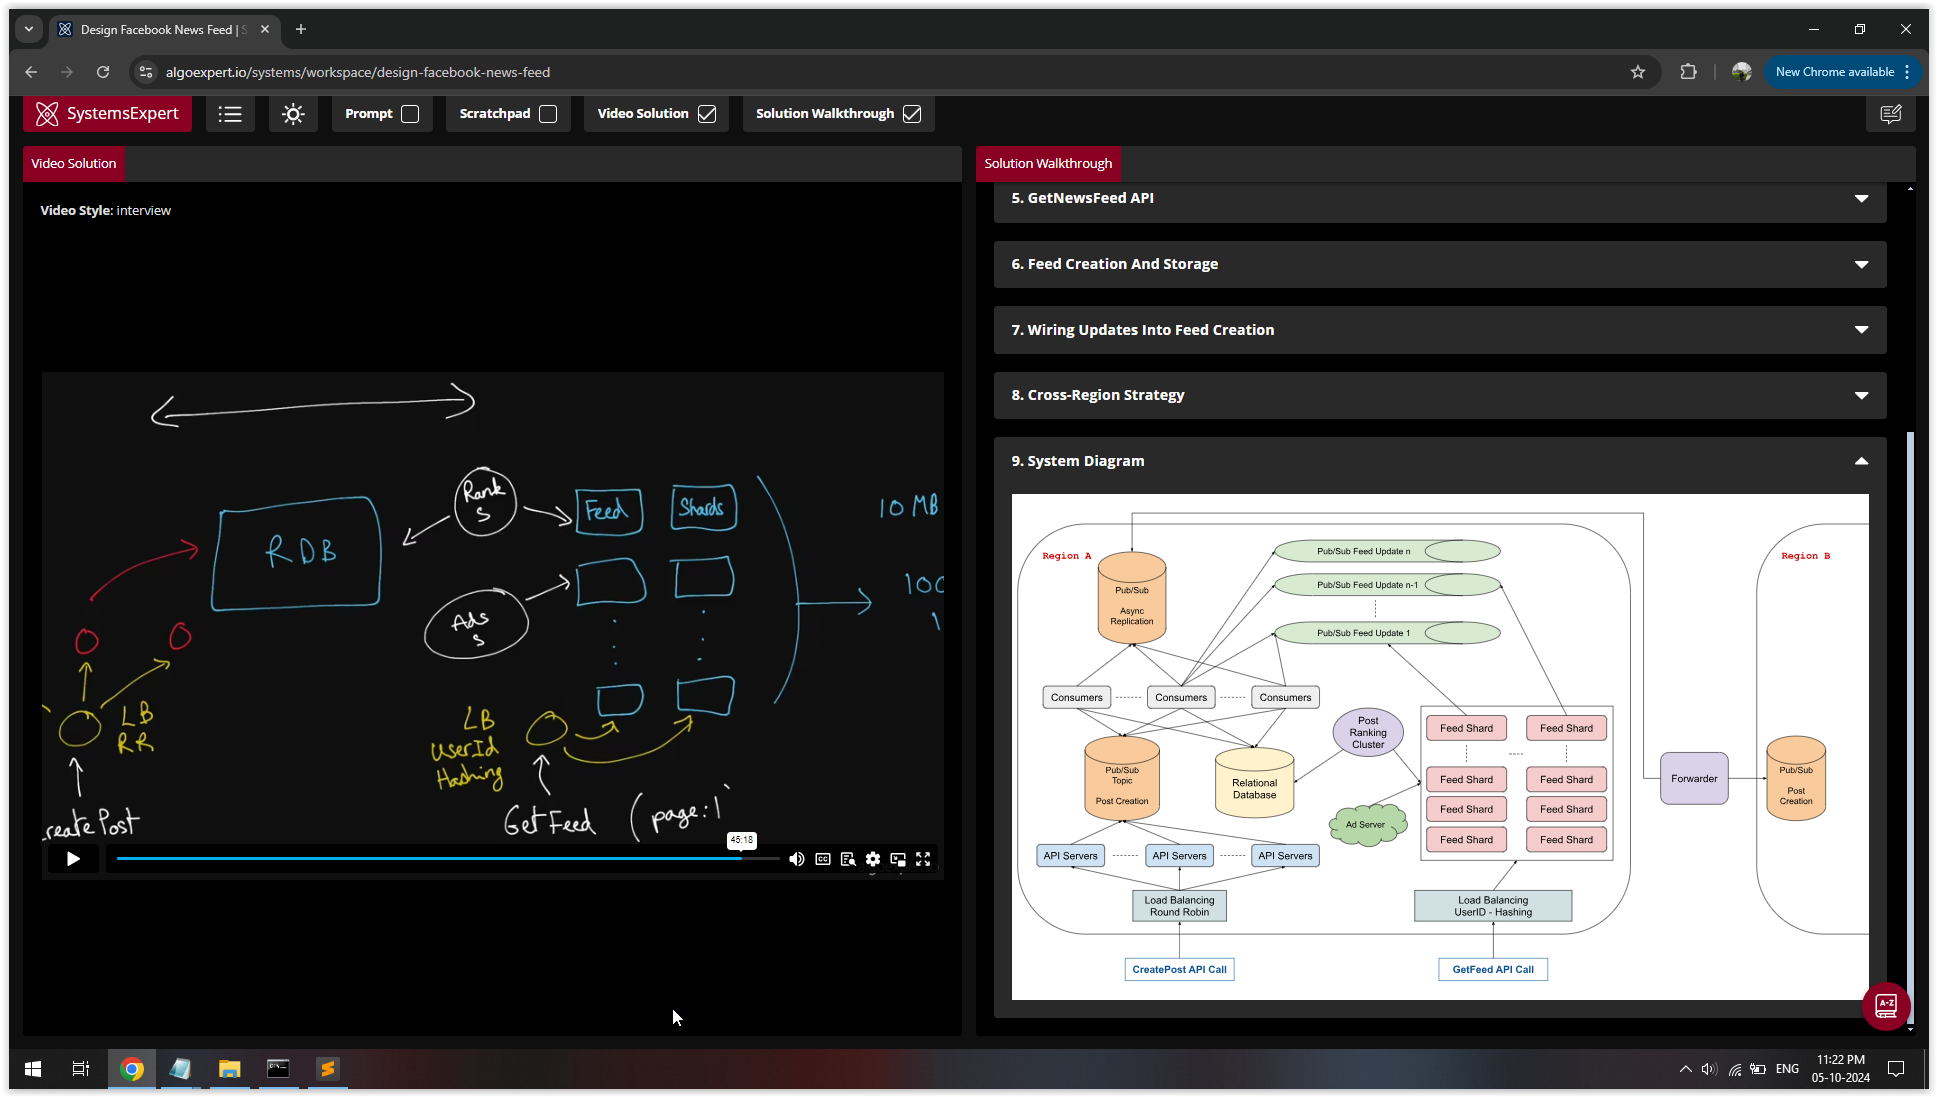 Design Facebook News Feed | S
algoexpert.io/systems/workspace/design-facebook-news-feed
New Chrome available
SystemsExpert
Prompt
Scratchpad
Video Solution
Solution Walkthrough
Video Solution
Video Style: interview
Rank
S
Feed
Shards
10 MB
RDB
Ads
S
100
1
LB
RR
LB
UserId
Hashing
reatePost
GetFeed (page:1
45:18
CC
Solution Walkthrough
5. GetNewsFeed API
6. Feed Creation And Storage
7. Wiring Updates Into Feed Creation
8. Cross-Region Strategy
9. System Diagram
Region A
Pub/Sub
Async
Replication
Pub/Sub Feed Update n
Pub/Sub Feed Update n-1
Pub/Sub Feed Update 1
Region B
Consumers
Consumers
Consumers
Post
Ranking
Cluster
Feed Shard
Feed Shard
Feed Shard
Feed Shard
Feed Shard
Feed Shard
Feed Shard
Feed Shard
Pub/Sub
Topic
Post Creation
Relational
Database
Ad Server
Forwarder
Pub/Sub
Post
Creation
API Servers
API Servers
API Servers
Load Balancing
Round Robin
Load Balancing
UserID - Hashing
CreatePost API Call
GetFeed API Call
A-Z
ENG
11:22 PM
05-10-2024